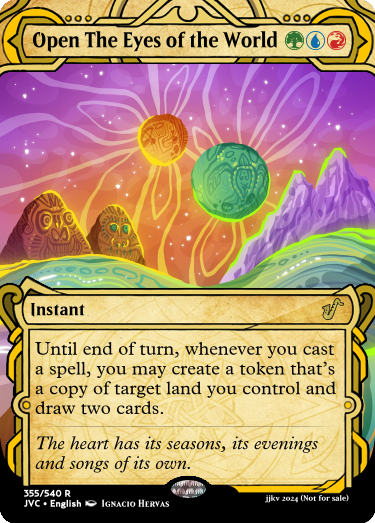 Open The Eyes of the World
Instant
Until end of turn, whenever you cast
a spell, you may create a token that's
a copy of target land you control and
draw two cards.
The heart has its seasons, its evenings
and songs of its own.
355/540 R
JVC • English Ignacio Hervas
jjkv 2024 (Not for sale)